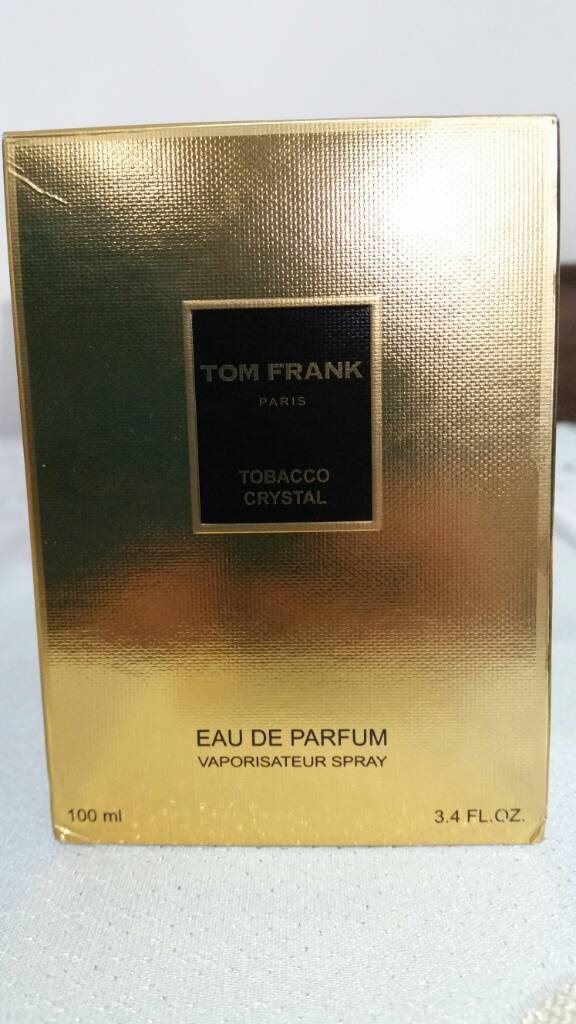 TOM FRANK
PARIS
TOBACCO
CRYSTAL
EAU DE PARFUM
VAPORISATEUR SPRAY
100 ml
3.4 FL.OZ.